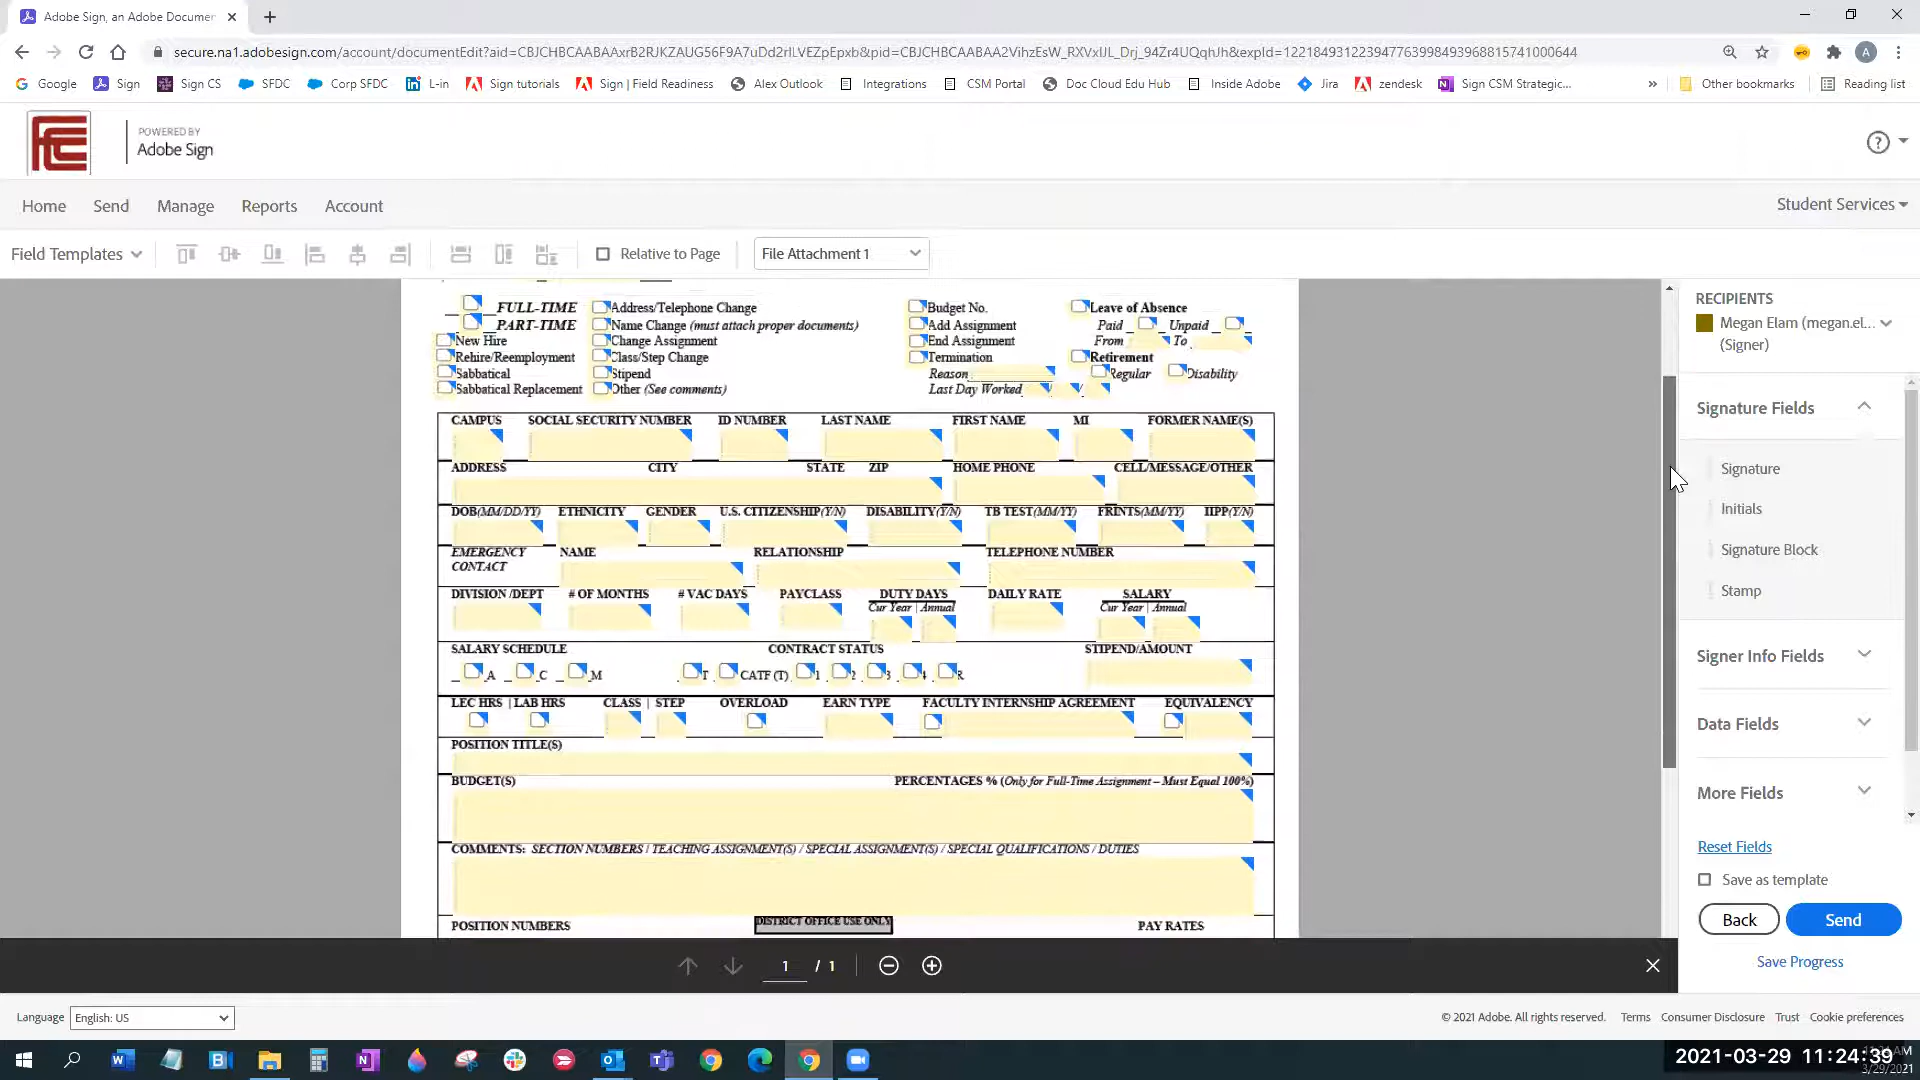 Adobe Sign, an Adobe Documen
secure.na1.adobesign.com/account/documentEdit?aid=CBJCHBCAABAAxrB2RJKZAUG56F9A7uDd2rILVEZpEpxb&pid=CBJCHBCAABAA2VihzEsW_RXVxIJL_Drj_94Zr4UQqhJh&expId=1221849312239477639984939688157410 00644
Google Sign Sign CS SFDC Corp SFDC L-in Sign tutorials Sign | Field Readiness Alex Outlook Integrations CSM Portal Doc Cloud Edu Hub Inside Adobe Jira zendesk Sign CSM Strategic... » Other bookmarks Reading list
POWERED BY
Adobe Sign
Home Send Manage Reports Account Student Services
Field Templates Relative to Page File Attachment 1
FULL-TIME Address/Telephone Change Budget No. Leave of Absence
PART-TIME Name Change (must attach proper documents) Add Assignment Paid Unpaid
New Hire Change Assignment End Assignment From To
Rehire/Reemployment Class/Step Change Termination Retirement
Sabbatical Stipend Reason Regular Disability
Sabbatical Replacement Other (See comments) Last Day Worked / /
CAMPUS SOCIAL SECURITY NUMBER ID NUMBER LAST NAME FIRST NAME MI FORMER NAME(S)
ADDRESS CITY STATE ZIP HOME PHONE CELL/MESSAGE/OTHER
DOB(MM/DD/YY) ETHNICITY GENDER U.S. CITIZENSHIP(Y/N) DISABILITY(Y/N) TB TEST(MM/YY) FRINTS(MM/YY) IIPP(Y/N)
EMERGENCY NAME RELATIONSHIP TELEPHONE NUMBER
CONTACT
DIVISION /DEPT # OF MONTHS # VAC DAYS PAYCLASS DUTY DAYS DAILY RATE SALARY
Cur Year | Annual Cur Year | Annual
SALARY SCHEDULE CONTRACT STATUS STIPEND/AMOUNT
A C M T CATF (T) 1 2 3 4 R
LEC HRS | LAB HRS CLASS | STEP OVERLOAD EARN TYPE FACULTY INTERNSHIP AGREEMENT EQUIVALENCY
POSITION TITLE(S)
BUDGET(S) PERCENTAGES % (Only for Full-Time Assignment – Must Equal 100%)
COMMENTS: SECTION NUMBERS / TEACHING ASSIGNMENT(S) / SPECIAL ASSIGNMENT(S) / SPECIAL QUALIFICATIONS / DUTIES
POSITION NUMBERS DISTRICT OFFICE USE ONLY PAY RATES
RECIPIENTS
Megan Elam (megan.el...
(Signer)
Signature Fields
Signature
Initials
Signature Block
Stamp
Signer Info Fields
Data Fields
More Fields
Reset Fields
Save as template
Back Send
Save Progress
1 / 1
Language English: US © 2021 Adobe. All rights reserved. Terms Consumer Disclosure Trust Cookie preferences
2021-03-29 11:24:39
3/29/2021